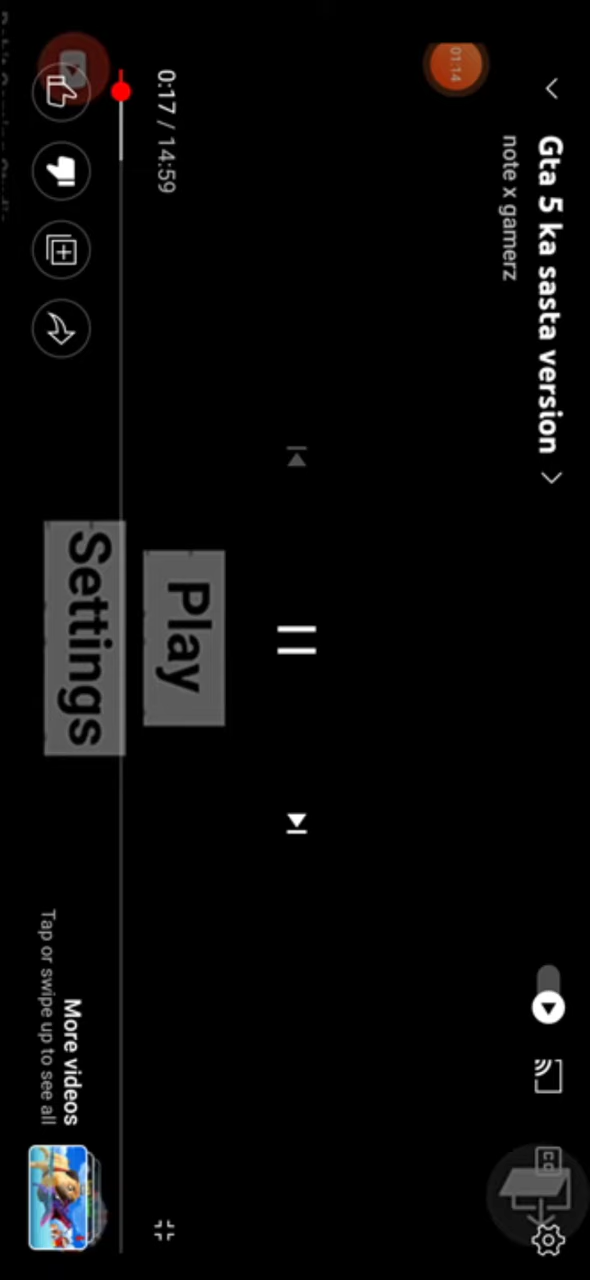 01:14
Gta 5 ka sasta version
note x gamerz
CC
Play
Settings
0:17 / 14:59
More videos
Tap or swipe up to see all